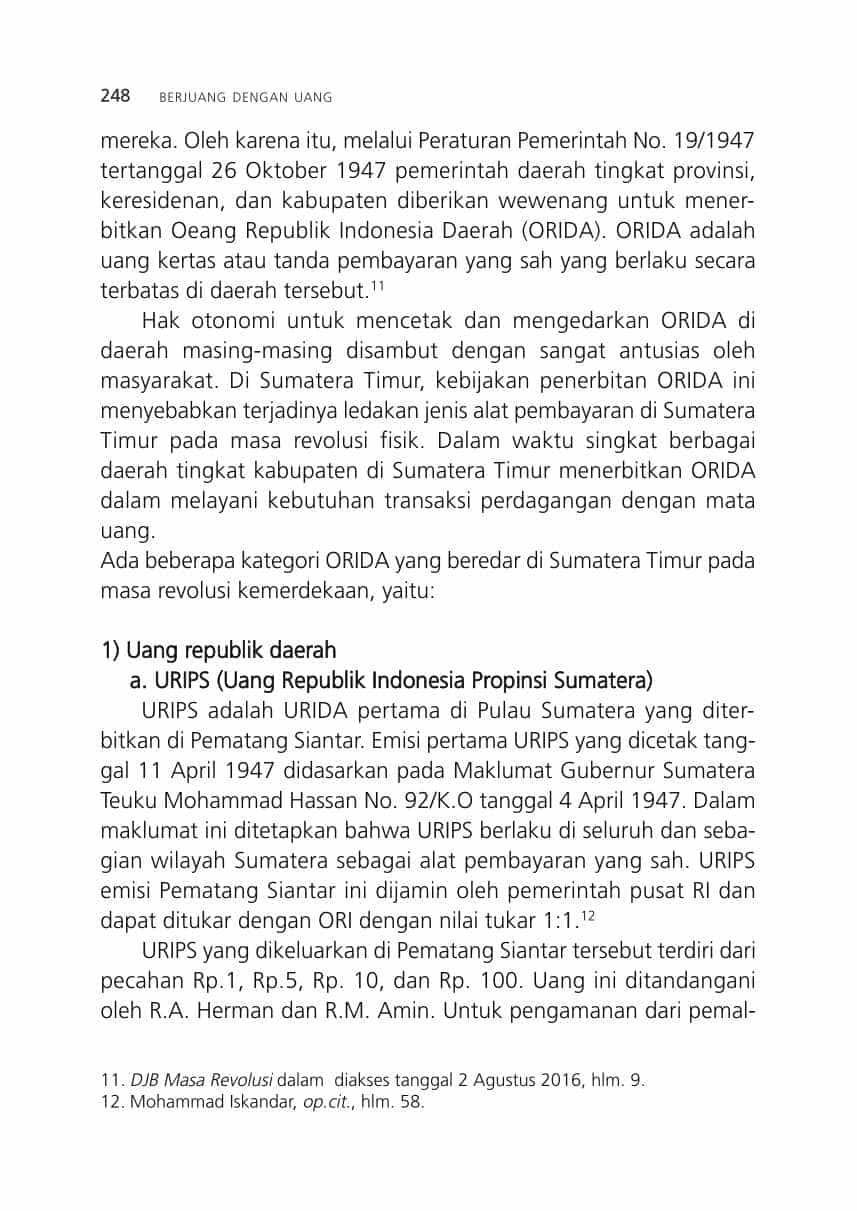 248 BERJUANG DENGAN UANG
mereka. Oleh karena itu, melalui Peraturan Pemerintah No. 19/1947
tertanggal 26 Oktober 1947 pemerintah daerah tingkat provinsi,
keresidenan, dan kabupaten diberikan wewenang untuk mener-
bitkan Oeang Republik Indonesia Daerah (ORIDA). ORIDA adalah
uang kertas atau tanda pembayaran yang sah yang berlaku secara
terbatas di daerah tersebut.11
Hak otonomi untuk mencetak dan mengedarkan ORIDA di
daerah masing-masing disambut dengan sangat antusias oleh
masyarakat. Di Sumatera Timur, kebijakan penerbitan ORIDA ini
menyebabkan terjadinya ledakan jenis alat pembayaran di Sumatera
Timur pada masa revolusi fisik. Dalam waktu singkat berbagai
daerah tingkat kabupaten di Sumatera Timur menerbitkan ORIDA
dalam melayani kebutuhan transaksi perdagangan dengan mata
uang.
Ada beberapa kategori ORIDA yang beredar di Sumatera Timur pada
masa revolusi kemerdekaan, yaitu:
1) Uang republik daerah
a. URIPS (Uang Republik Indonesia Propinsi Sumatera)
URIPS adalah URIDA pertama di Pulau Sumatera yang diter-
bitkan di Pematang Siantar. Emisi pertama URIPS yang dicetak tang-
gal 11 April 1947 didasarkan pada Maklumat Gubernur Sumatera
Teuku Mohammad Hassan No. 92/K.O tanggal 4 April 1947. Dalam
maklumat ini ditetapkan bahwa URIPS berlaku di seluruh dan seba-
gian wilayah Sumatera sebagai alat pembayaran yang sah. URIPS
emisi Pematang Siantar ini dijamin oleh pemerintah pusat RI dan
dapat ditukar dengan ORI dengan nilai tukar 1:1.12
URIPS yang dikeluarkan di Pematang Siantar tersebut terdiri dari
pecahan Rp.1, Rp.5, Rp. 10, dan Rp. 100. Uang ini ditandangani
oleh R.A. Herman dan R.M. Amin. Untuk pengamanan dari pemal-
11. DJB Masa Revolusi dalam diakses tanggal 2 Agustus 2016, hlm. 9.
12. Mohammad Iskandar, op.cit., hlm. 58.